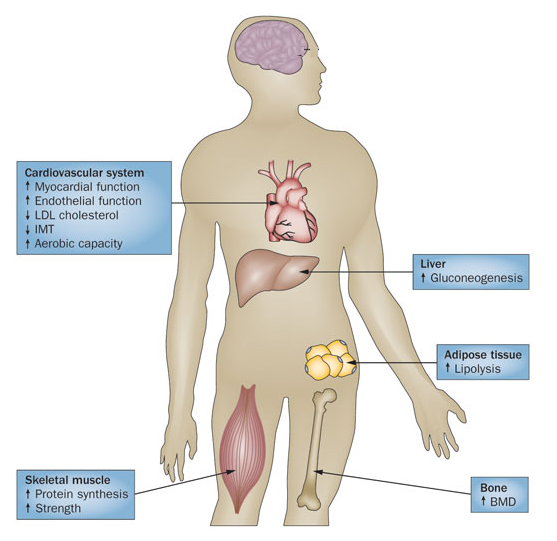 Cardiovascular system
↑ Myocardial function
↑ Endothelial function
↓ LDL cholesterol
↓ IMT
↑ Aerobic capacity
Liver
↑ Gluconeogenesis
Adipose tissue
↑ Lipolysis
Skeletal muscle
↑ Protein synthesis
↑ Strength
Bone
↑ BMD